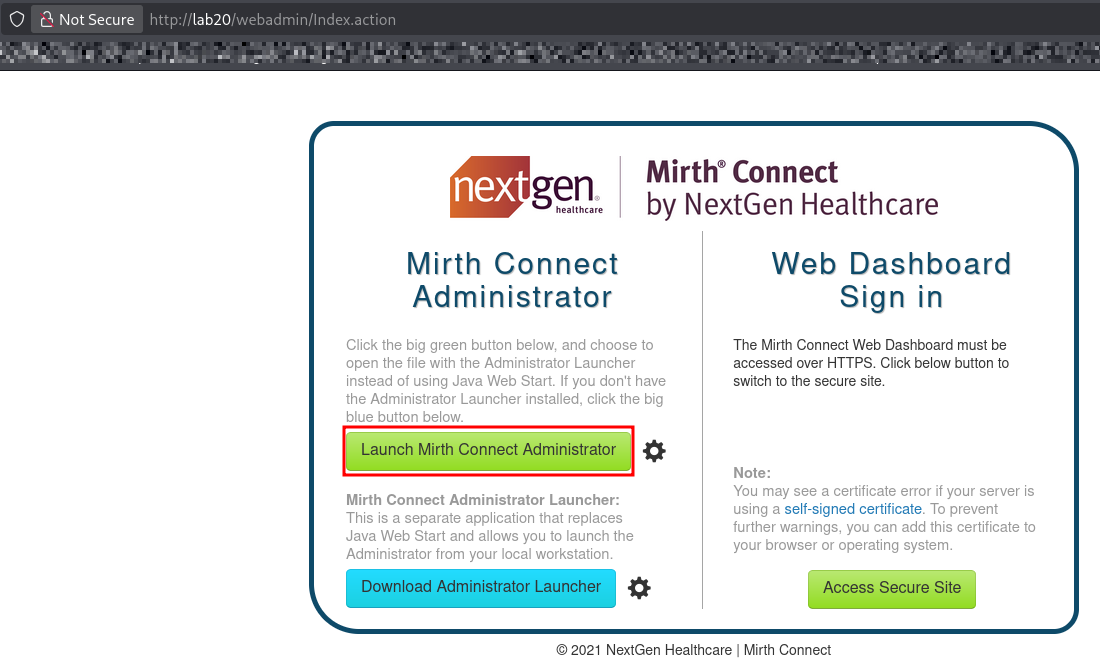 Not Secure http://lab20/webadmin/Index.action
nextgen®
healthcare
Mirth® Connect
by NextGen Healthcare
Mirth Connect
Administrator
Click the big green button below, and choose to
open the file with the Administrator Launcher
instead of using Java Web Start. If you don't have
the Administrator Launcher installed, click the big
blue button below.
Launch Mirth Connect Administrator
Mirth Connect Administrator Launcher:
This is a separate application that replaces
Java Web Start and allows you to launch the
Administrator from your local workstation.
Download Administrator Launcher
Web Dashboard
Sign in
The Mirth Connect Web Dashboard must be
accessed over HTTPS. Click below button to
switch to the secure site.
Note:
You may see a certificate error if your server is
using a self-signed certificate. To prevent
further warnings, you can add this certificate to
your browser or operating system.
Access Secure Site
© 2021 NextGen Healthcare | Mirth Connect